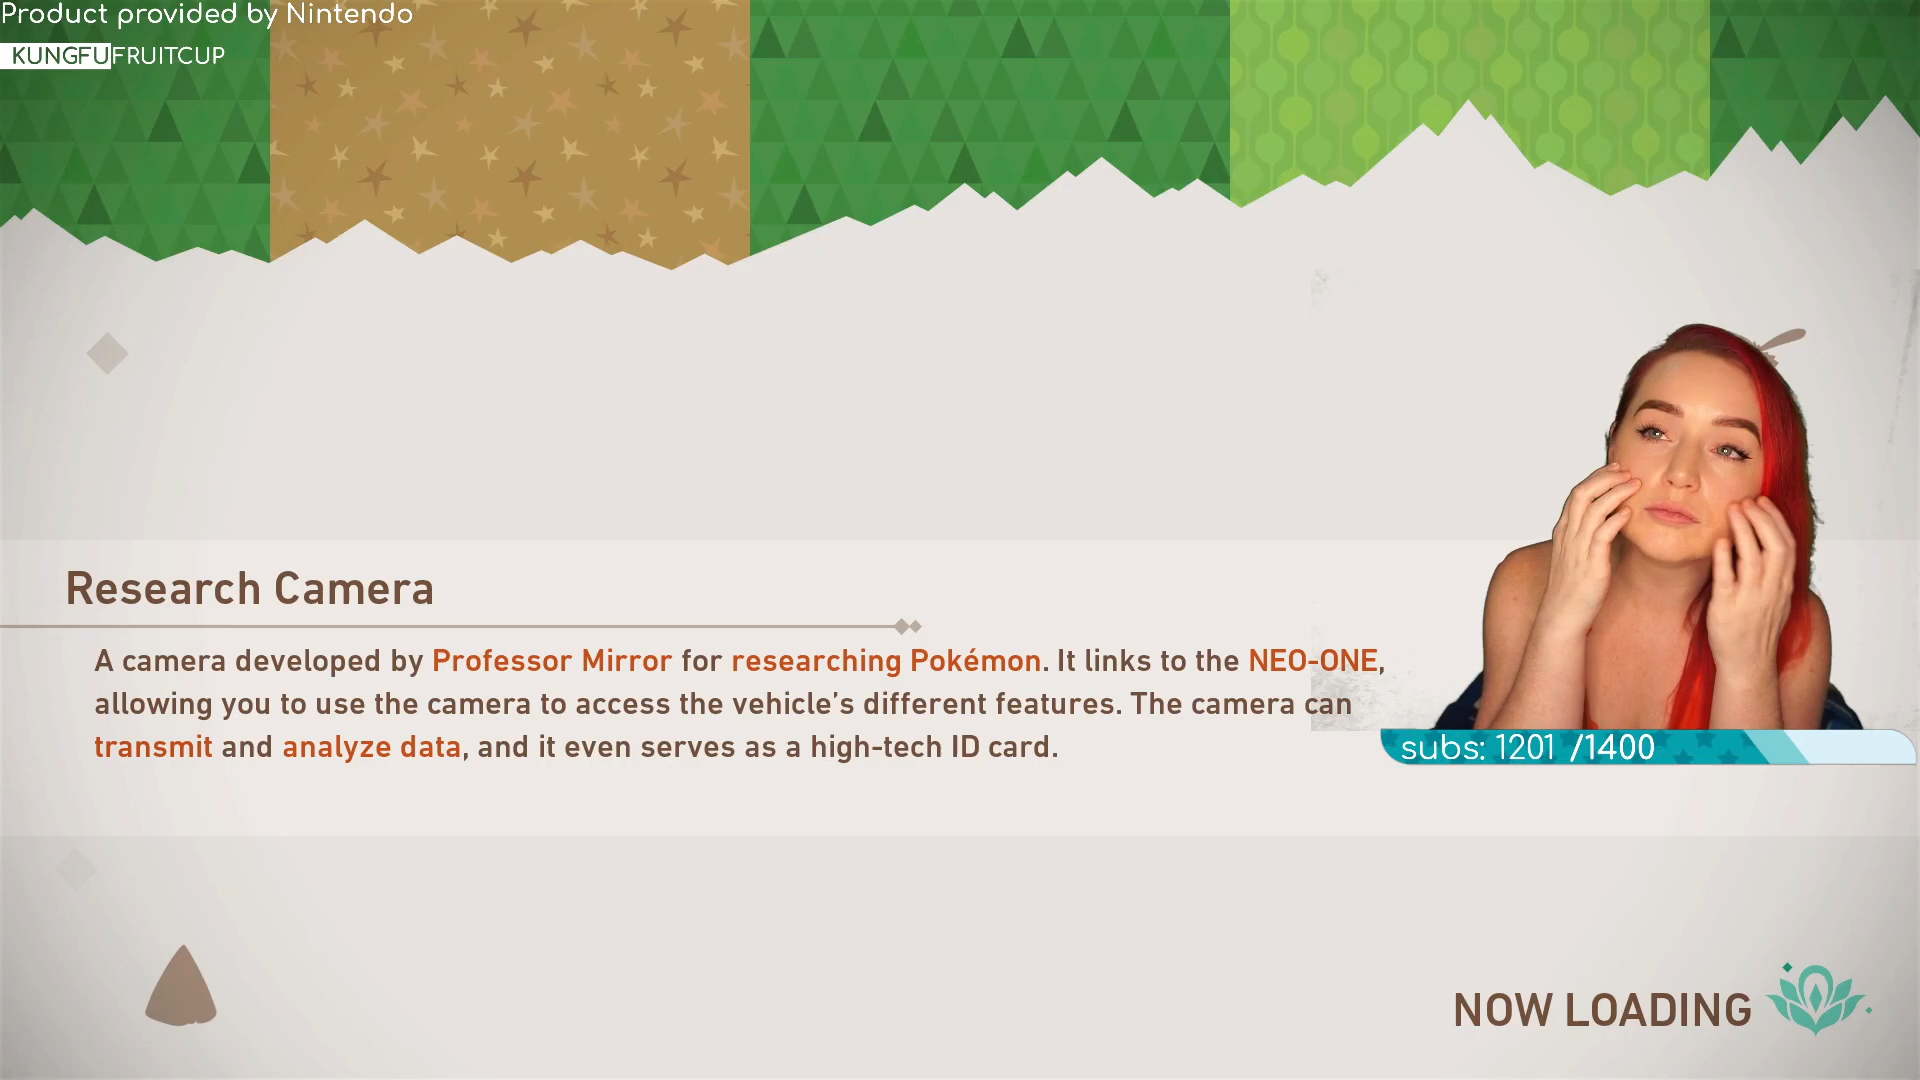 Product provided by Nintendo
KUNGFUFRUITCUP
Research Camera
A camera developed by Professor Mirror for researching Pokémon. It links to the NEO-ONE,
allowing you to use the camera to access the vehicle's different features. The camera can
transmit and analyze data, and it even serves as a high-tech ID card.
subs: 1201 /1400
NOW LOADING